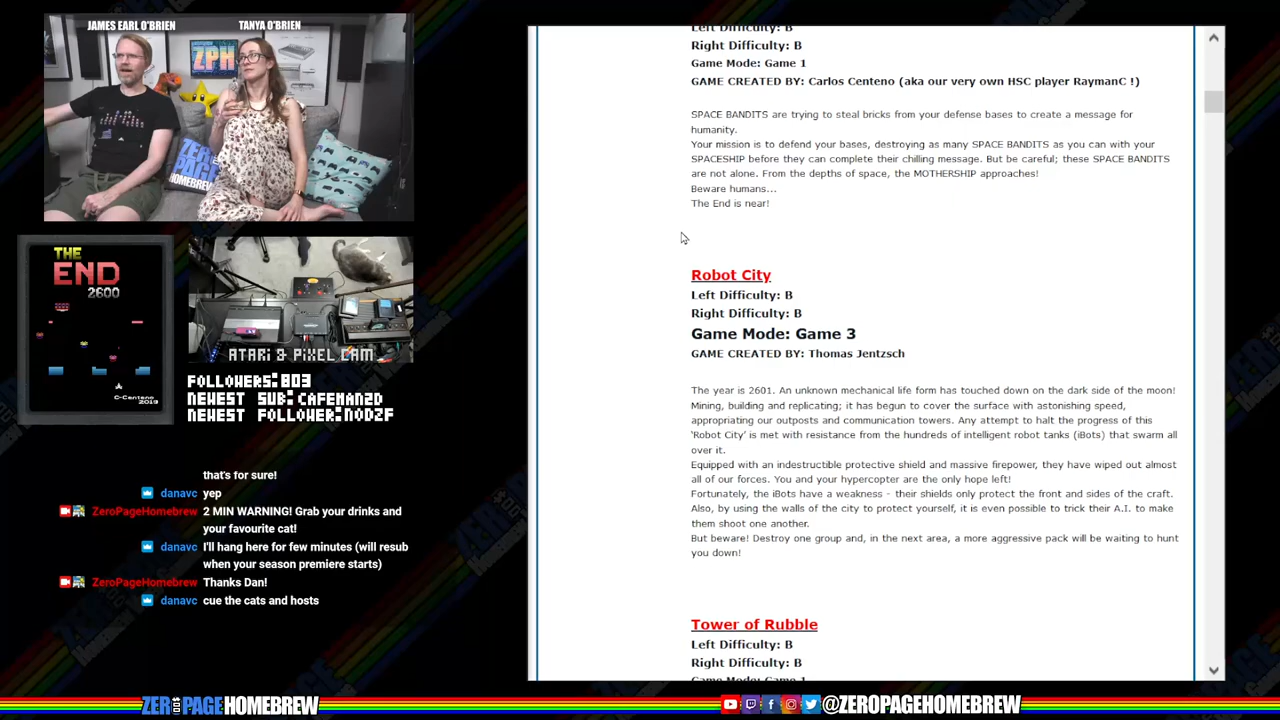 JAMES EARL O'BRIEN
TANYA O'BRIEN
ZPH
ZERO
PAGE
HOMEBREW
THE
END
2600
C-Centeno
2019
ATARI & PIXEL CAM
FOLLOWERS:803
NEWEST SUB: CAFEMAN2D
NEWEST FOLLOWER:NODZF
that's for sure!
danavc yep
ZeroPageHomebrew 2 MIN WARNING! Grab your drinks and
your favourite cat!
danavc I'll hang here for few minutes (will resub
when your season premiere starts)
ZeroPageHomebrew Thanks Dan!
danavc cue the cats and hosts
Left Difficulty: B
Right Difficulty: B
Game Mode: Game 1
GAME CREATED BY: Carlos Centeno (aka our very own HSC player RaymanC !)
SPACE BANDITS are trying to steal bricks from your defense bases to create a message for
humanity.
Your mission is to defend your bases, destroying as many SPACE BANDITS as you can with your
SPACESHIP before they can complete their chilling message. But be careful; these SPACE BANDITS
are not alone. From the depths of space, the MOTHERSHIP approaches!
Beware humans...
The End is near!
Robot City
Left Difficulty: B
Right Difficulty: B
Game Mode: Game 3
GAME CREATED BY: Thomas Jentzsch
The year is 2601. An unknown mechanical life form has touched down on the dark side of the moon!
Mining, building and replicating; it has begun to cover the surface with astonishing speed,
appropriating our outposts and communication towers. Any attempt to halt the progress of this
‘Robot City’ is met with resistance from the hundreds of intelligent robot tanks (iBots) that swarm all
over it.
Equipped with an indestructible protective shield and massive firepower, they have wiped out almost
all of our forces. You and your hypercopter are the only hope left!
Fortunately, the iBots have a weakness - their shields only protect the front and sides of the craft.
Also, by using the walls of the city to protect yourself, it is even possible to trick their A.I. to make
them shoot one another.
But beware! Destroy one group and, in the next area, a more aggressive pack will be waiting to hunt
you down!
Tower of Rubble
Left Difficulty: B
Right Difficulty: B
Game Mode: Game 1
ZERO PAGE HOMEBREW
@ZEROPAGEHOMEBREW